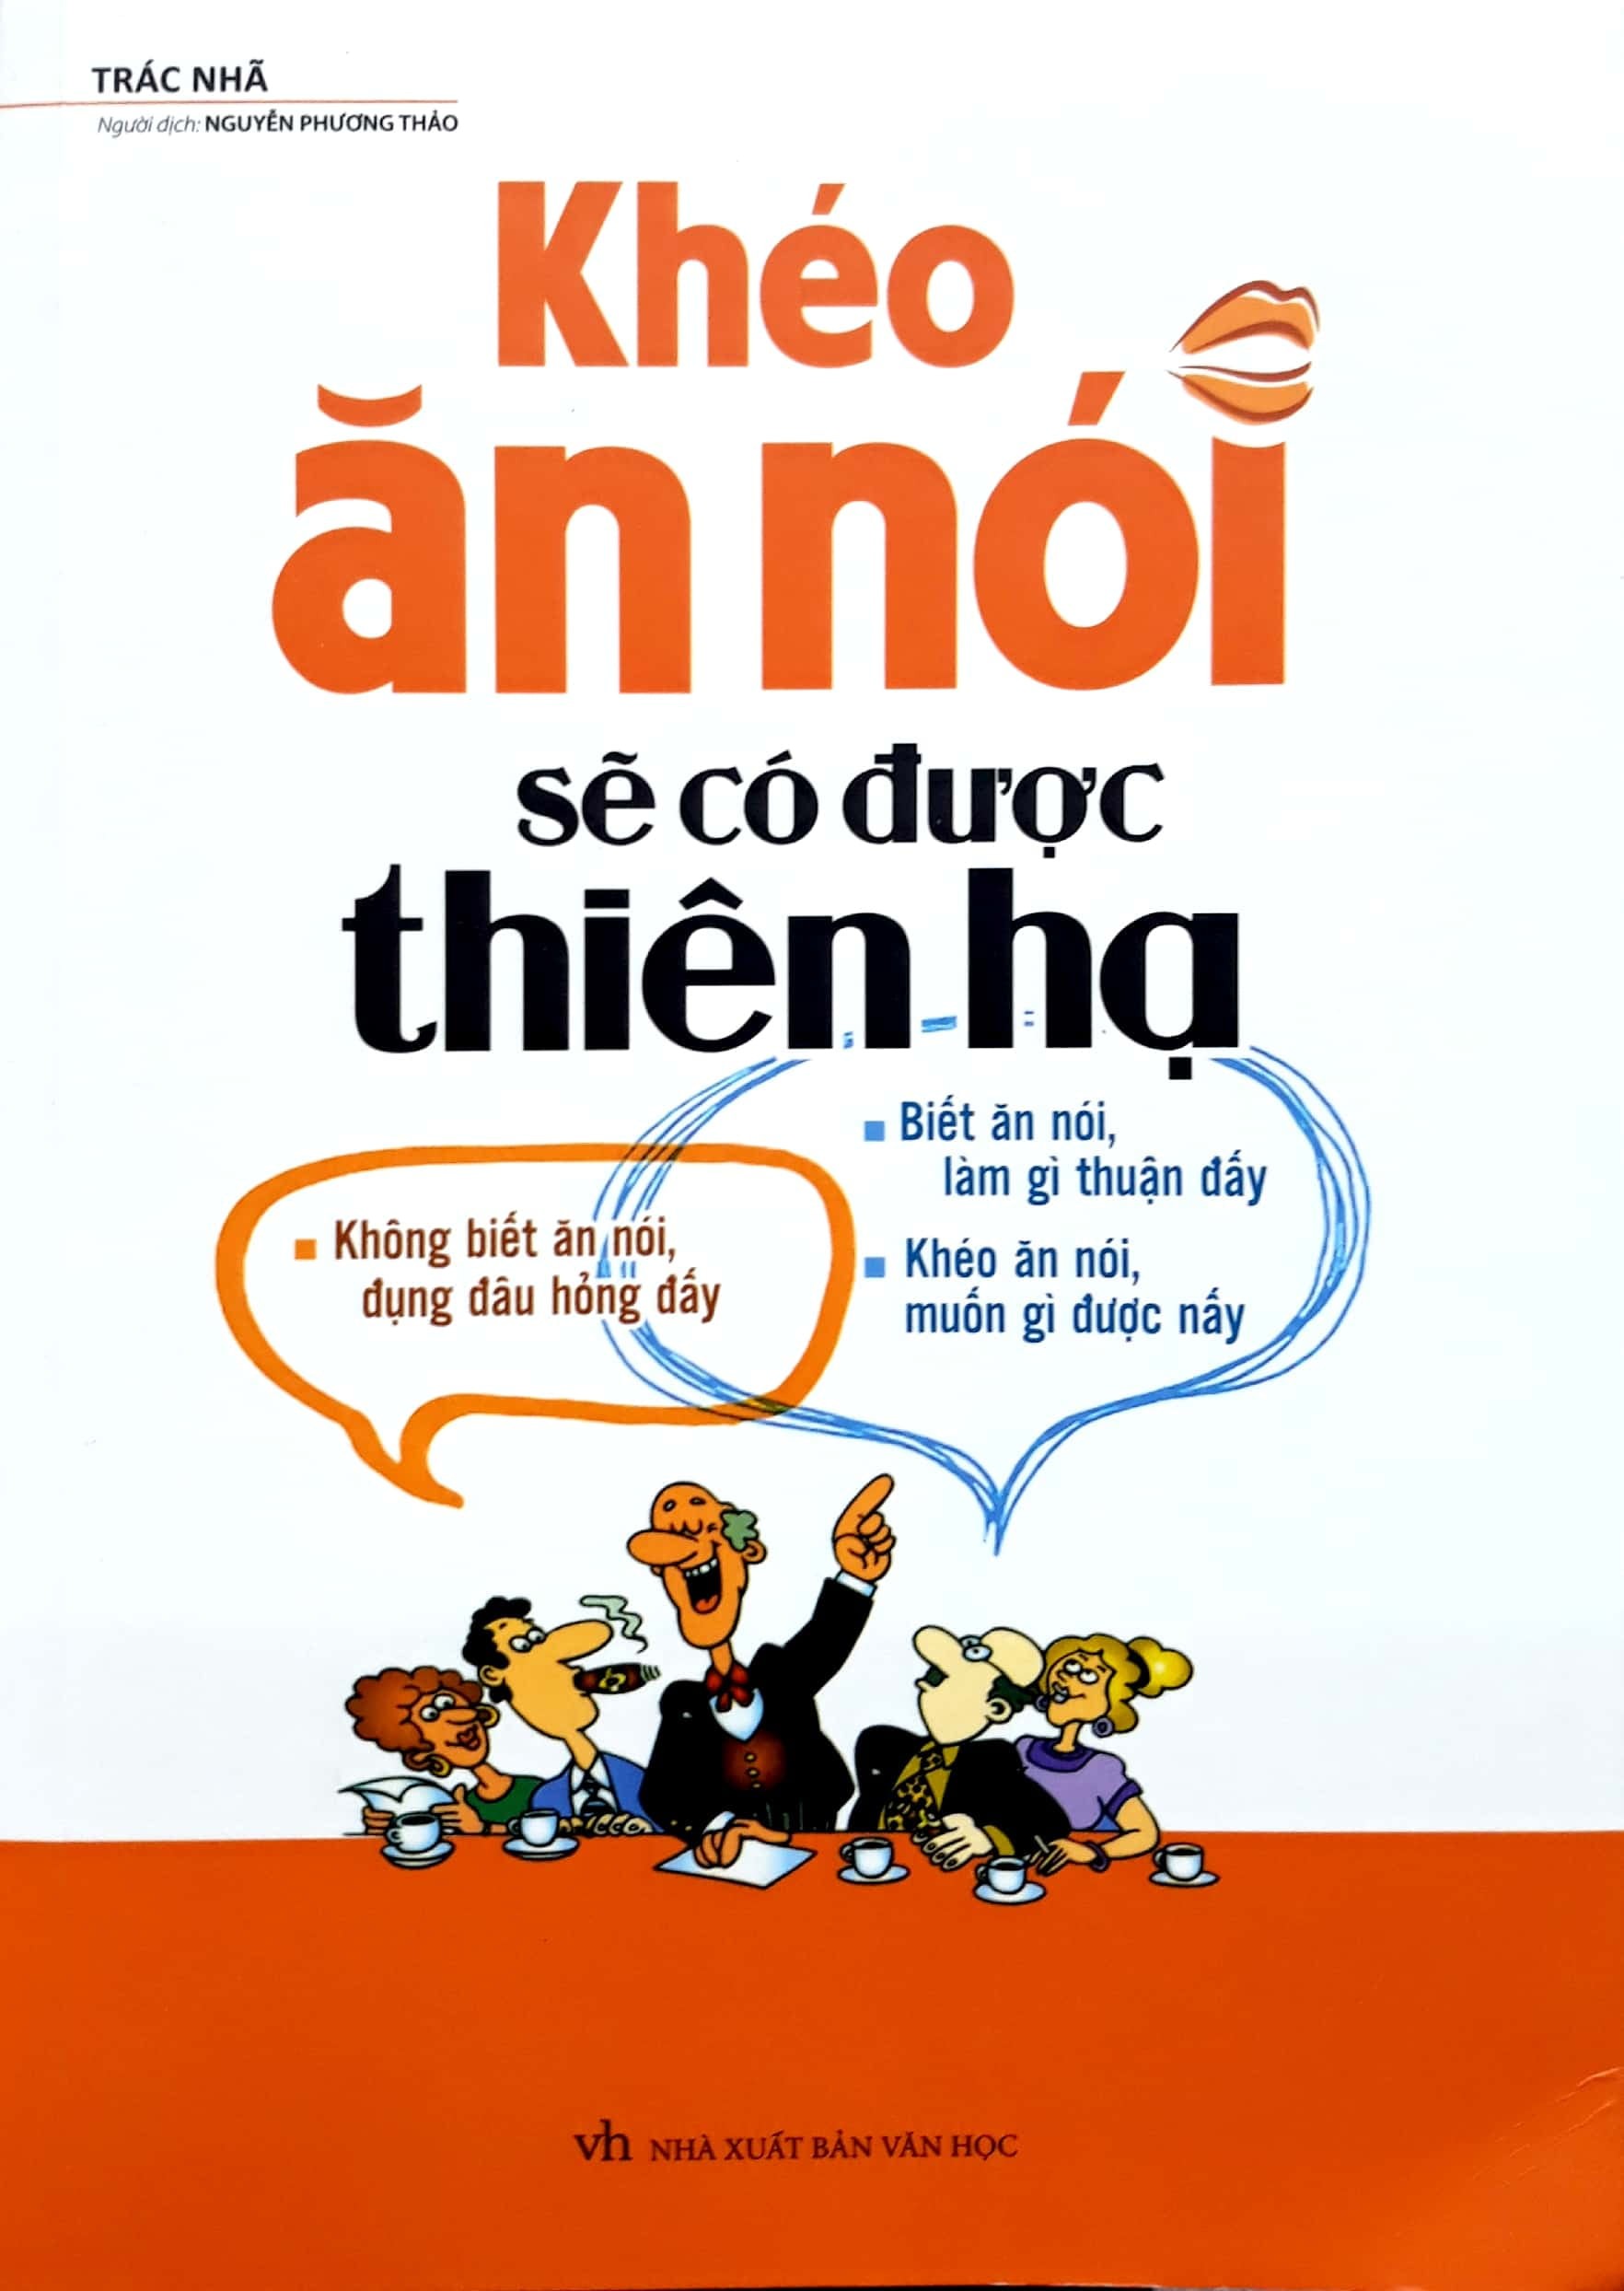 TRÁC NHÃ
Người dịch: NGUYỄN PHƯƠNG THẢO
Khéo
ăn nói
sẽ có được
thiên hạ
Biết ăn nói,
làm gì thuận đấy
Không biết ăn nói,
đụng đâu hỏng đấy
Khéo ăn nói,
muốn gì được nấy
vh NHÀ XUẤT BẢN VĂN HỌC